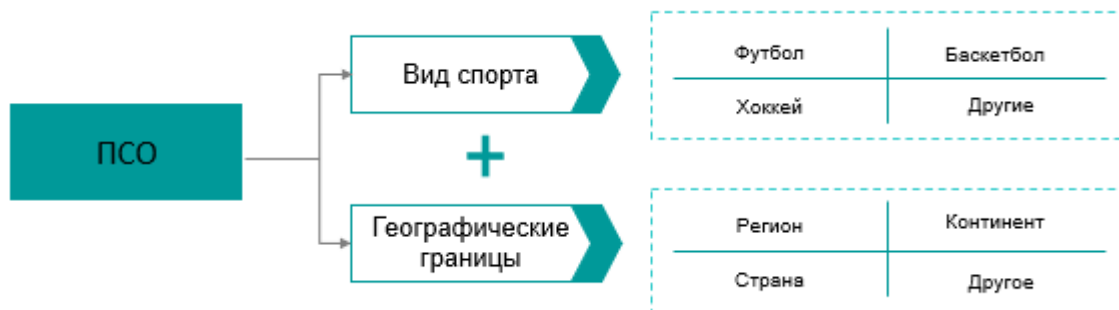 ПСО
Вид спорта
Футбол
Баскетбол
Хоккей
Другие
+
Географические
границы
Регион
Континент
Страна
Другое